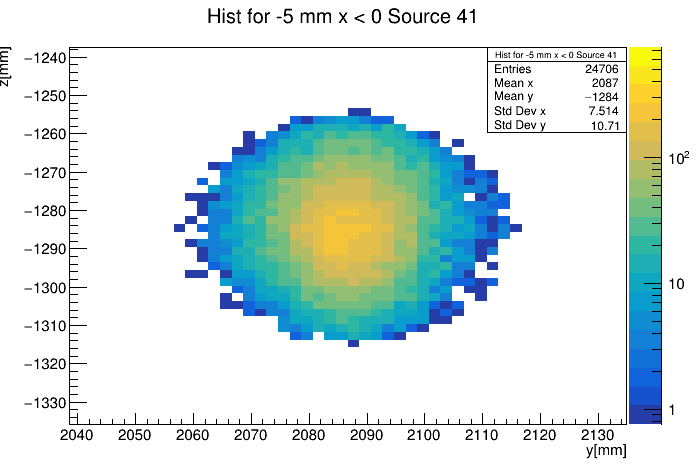 Hist for -5 mm x < 0 Source 41
z[mm]
Hist for -5 mm x < 0 Source 41
Entries 24706
Mean x 2087
Mean y −1284
Std Dev x 7.514
Std Dev y 10.71
−1240
−1250
−1260
−1270
−1280
−1290
−1300
−1310
−1320
−1330
2040 2050 2060 2070 2080 2090 2100 2110 2120 2130
y[mm]
10²
10
1